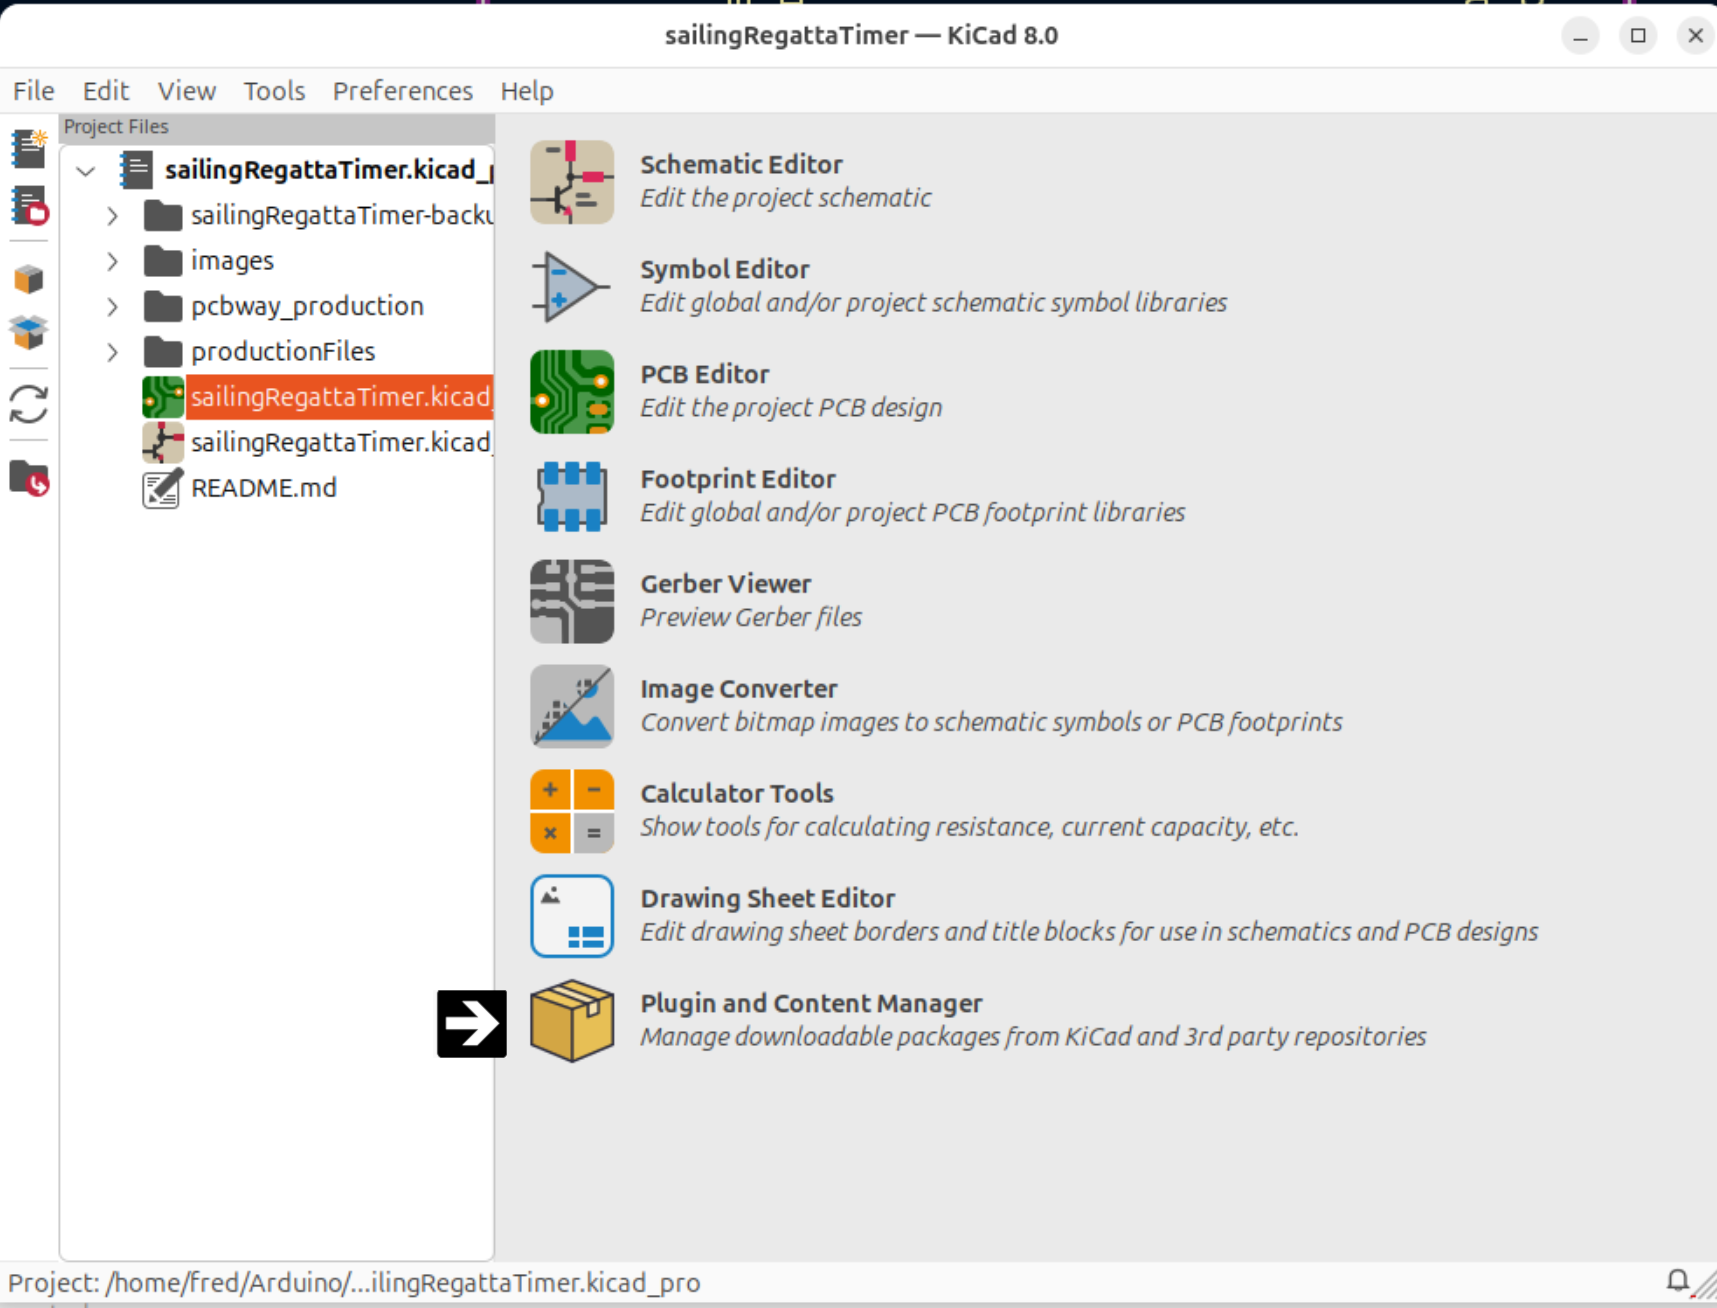 sailingRegattaTimer — KiCad 8.0
File Edit View Tools Preferences Help
Project Files
sailingRegattaTimer.kicad_p
sailingRegattaTimer-backu
images
pcbway_production
productionFiles
sailingRegattaTimer.kicad_
sailingRegattaTimer.kicad_
README.md
Schematic Editor
Edit the project schematic
Symbol Editor
Edit global and/or project schematic symbol libraries
PCB Editor
Edit the project PCB design
Footprint Editor
Edit global and/or project PCB footprint libraries
Gerber Viewer
Preview Gerber files
Image Converter
Convert bitmap images to schematic symbols or PCB footprints
Calculator Tools
Show tools for calculating resistance, current capacity, etc.
Drawing Sheet Editor
Edit drawing sheet borders and title blocks for use in schematics and PCB designs
Plugin and Content Manager
Manage downloadable packages from KiCad and 3rd party repositories
Project: /home/fred/Arduino/...ilingRegattaTimer.kicad_pro